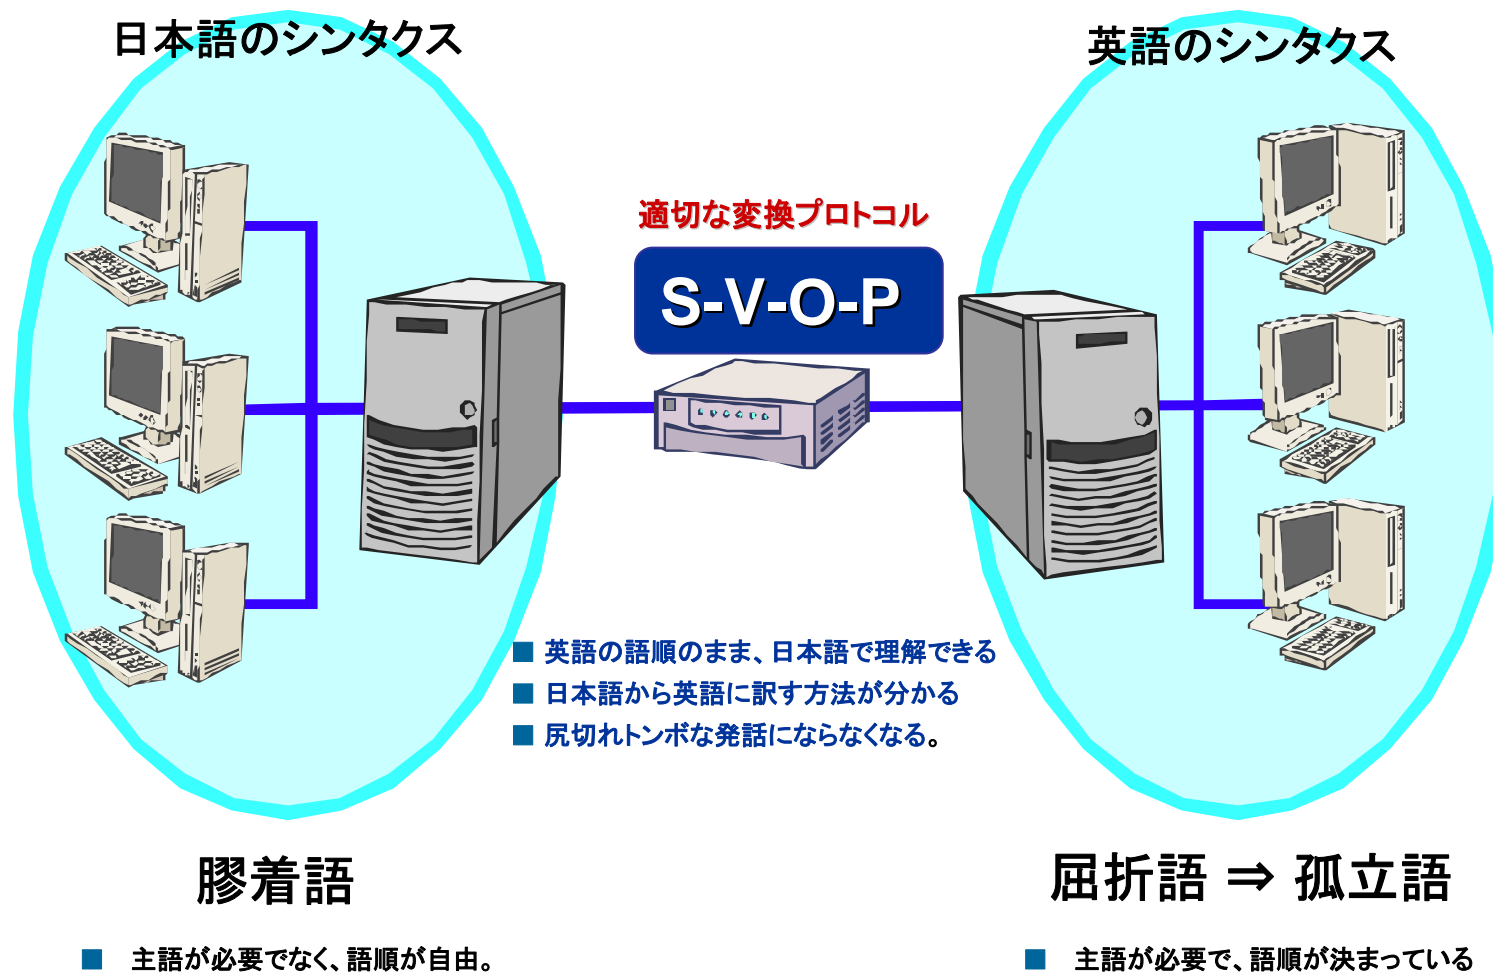 日本語のシンタクス
英語のシンタクス
適切な変換プロトコル
S-V-O-P
英語の語順のまま、日本語で理解できる
日本語から英語に訳す方法が分かる
尻切れトンボな発話にならなくなる。
膠着語
屈折語 ⇒ 孤立語
主語が必要でなく、語順が自由。
主語が必要で、語順が決まっている